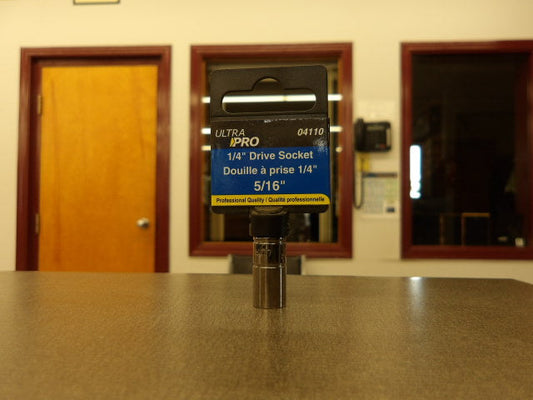 ULTRA
PRO 04110
1/4" Drive Socket
Douille à prise 1/4"
5/16"
Professional Quality / Qualité professionnelle